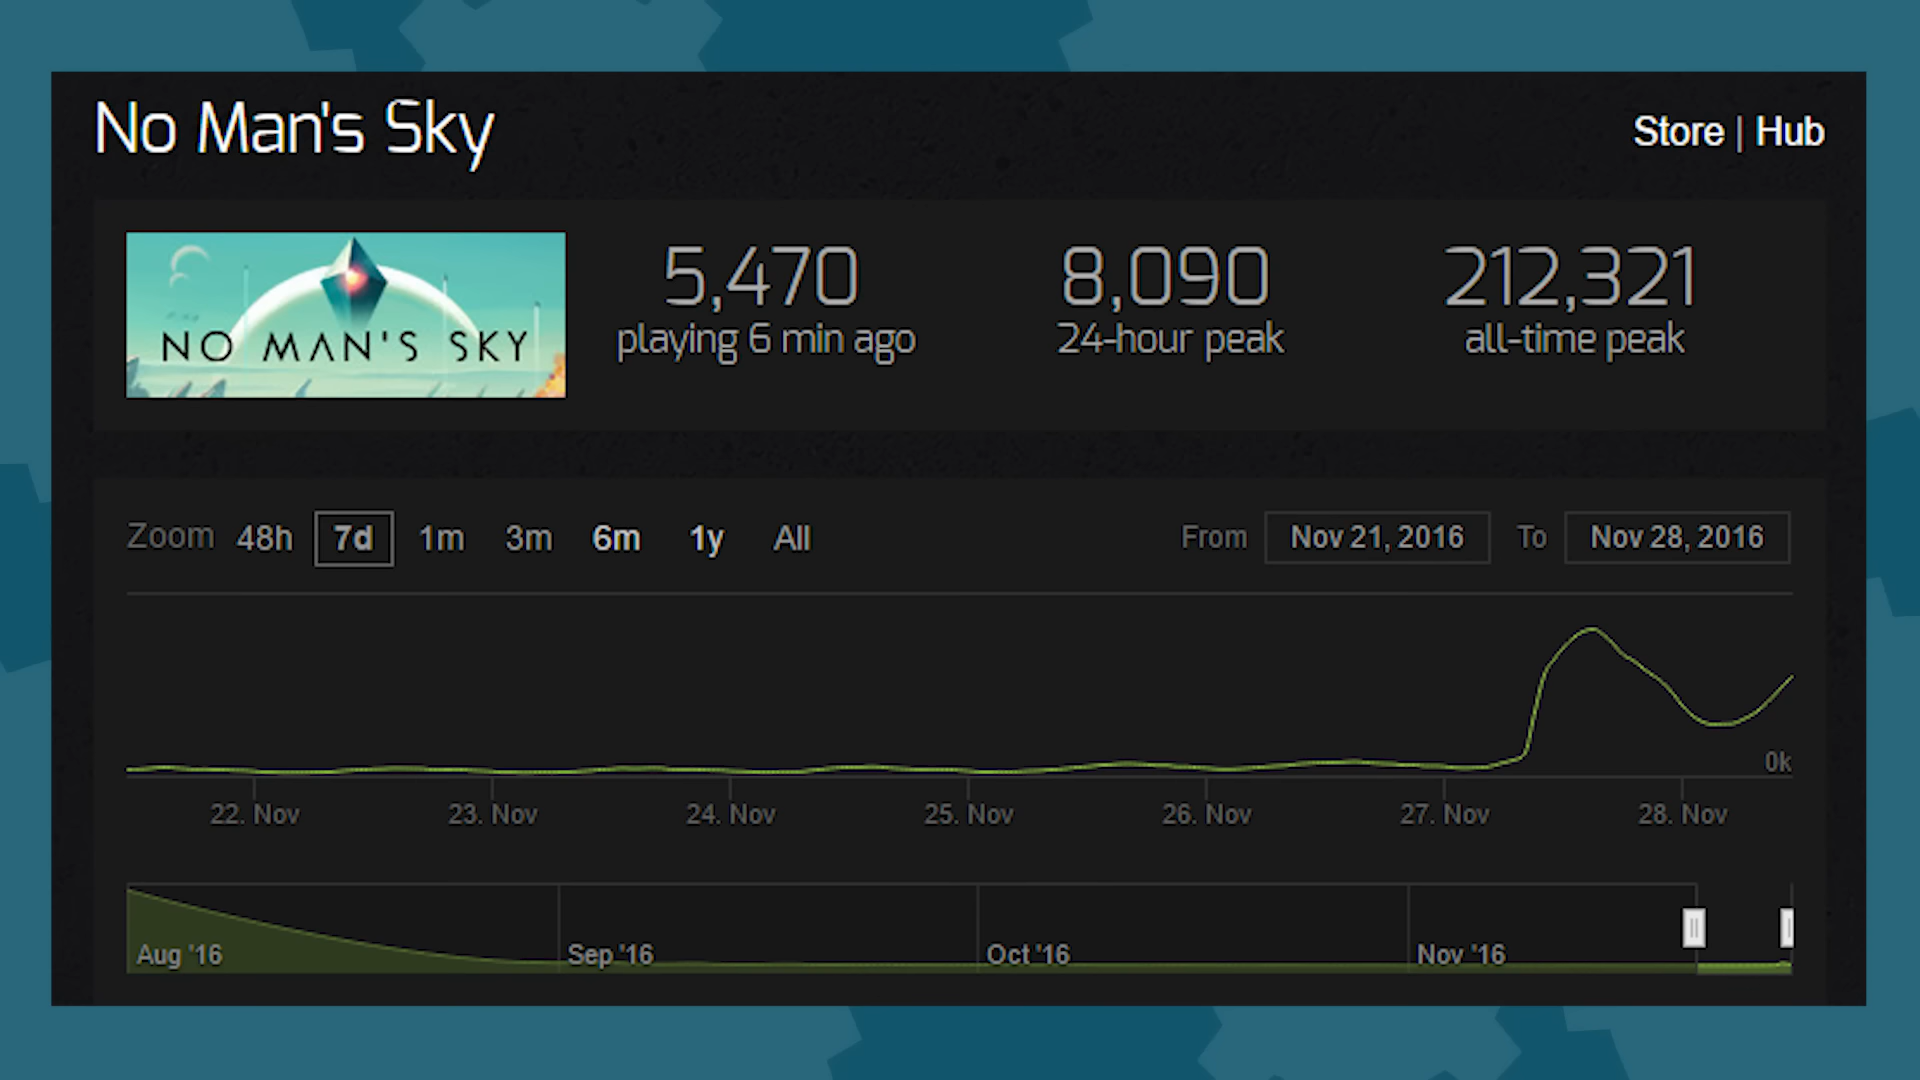 No Man's Sky
Store | Hub
NO MAN'S SKY
5,470
playing 6 min ago
8,090
24-hour peak
212,321
all-time peak
Zoom 48h 7d 1m 3m 6m 1y All
From Nov 21, 2016 To Nov 28, 2016
0k
22. Nov 23. Nov 24. Nov 25. Nov 26. Nov 27. Nov 28. Nov
Aug '16 Sep '16 Oct '16 Nov '16